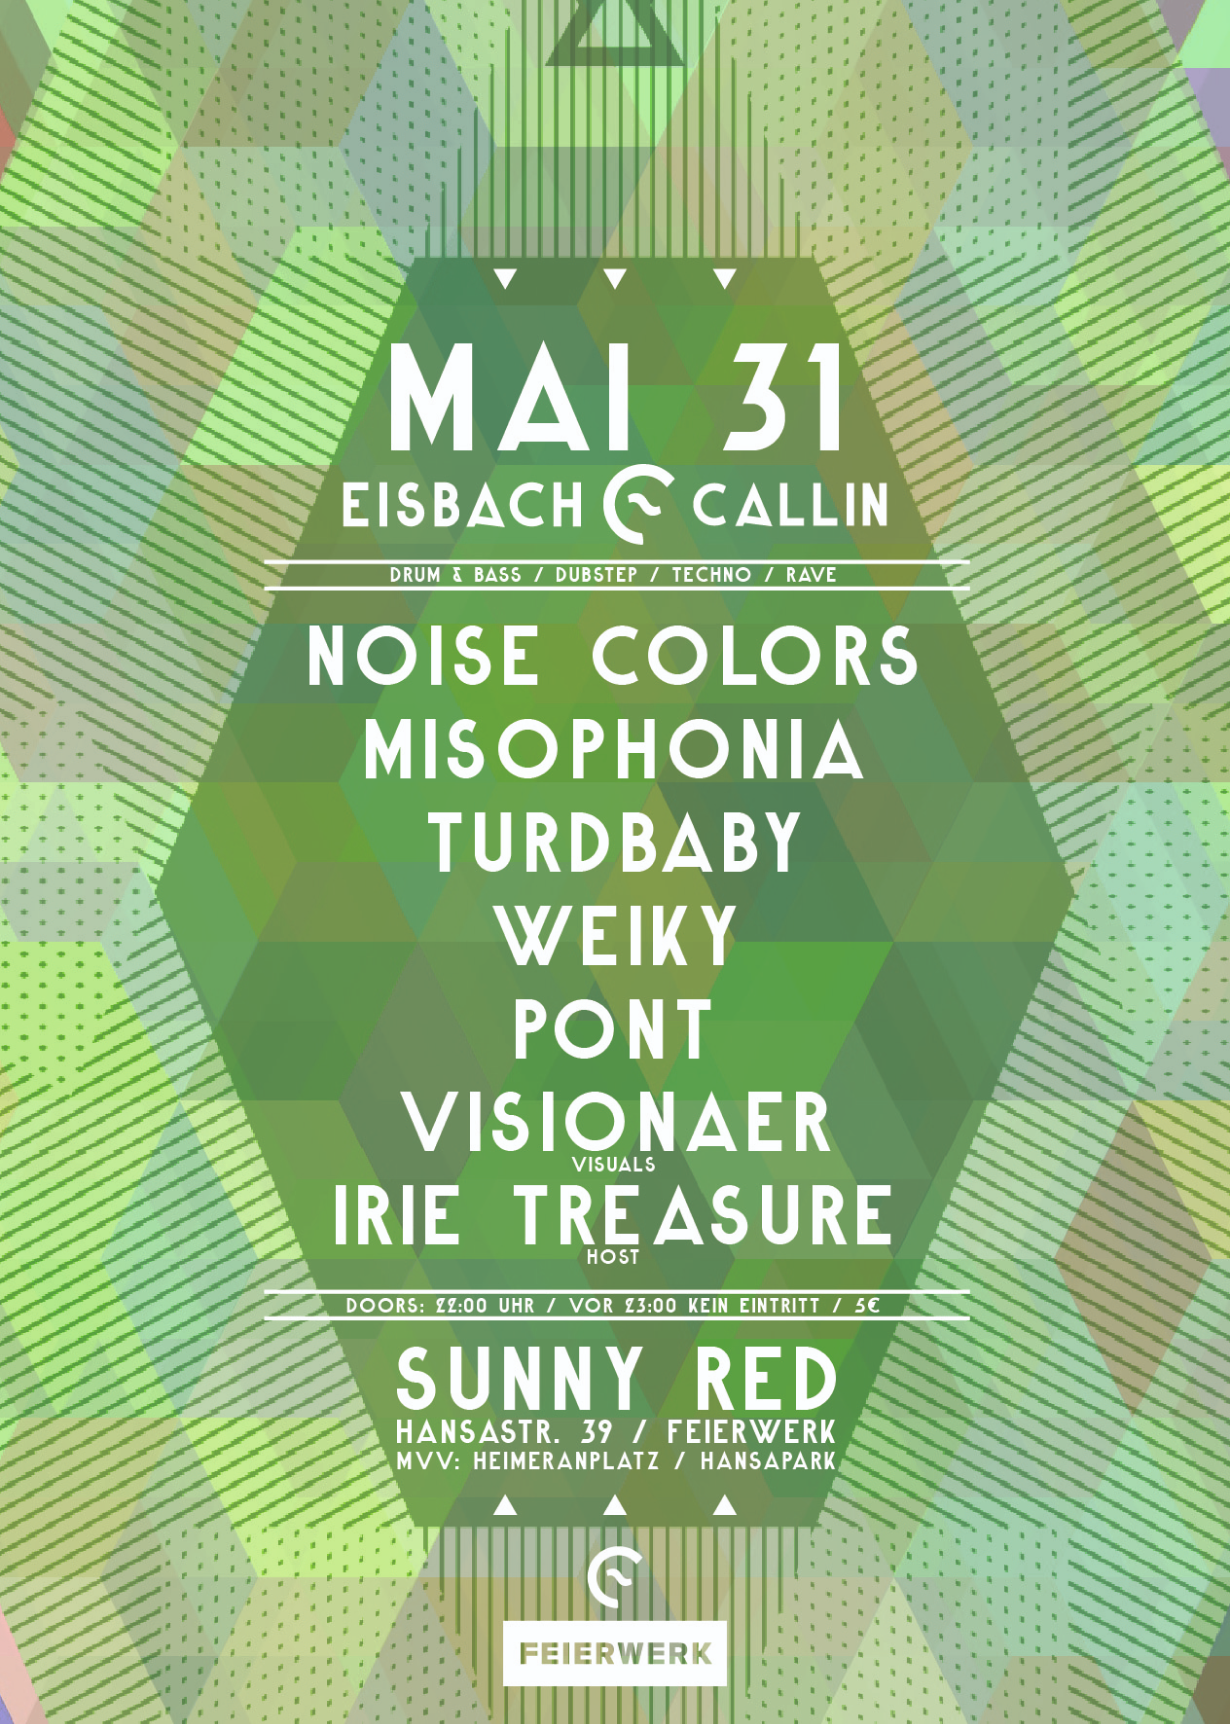 MAI 31
EISBACH CALLIN
DRUM & BASS / DUBSTEP / TECHNO / RAVE
NOISE COLORS
MISOPHONIA
TURDBABY
WEIKY
PONT
VISIONAER
VISUALS
IRIE TREASURE
HOST
DOORS: 22:00 UHR / VOR 23:00 KEIN EINTRITT / 5€
SUNNY RED
HANSASTR. 39 / FEIERWERK
MVV: HEIMERANPLATZ / HANSAPARK
FEIERWERK